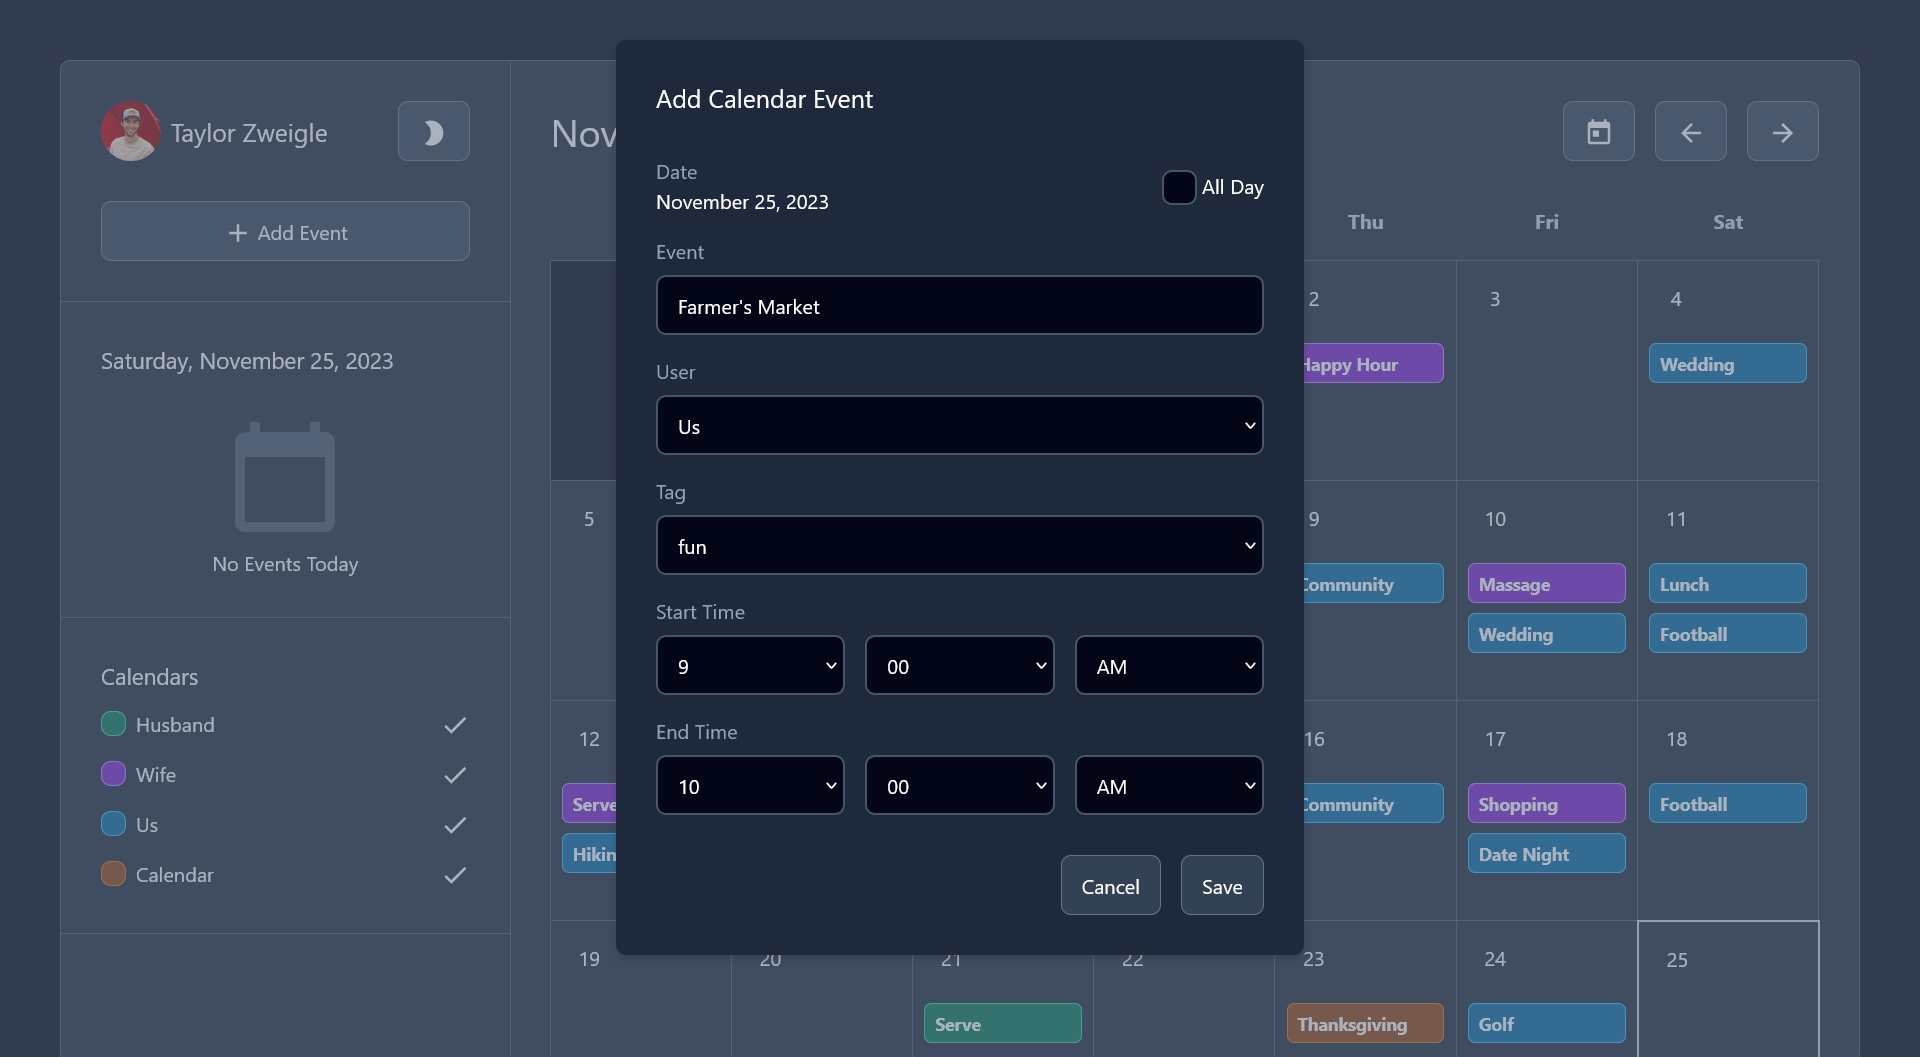 Taylor Zweigle
Add Event
Saturday, November 25, 2023
No Events Today
Calendars
Husband
Wife
Us
Calendar
Nov
Add Calendar Event
Date
November 25, 2023
All Day
Event
Farmer's Market
User
Us
Tag
fun
Start Time
9 00 AM
End Time
10 00 AM
Cancel Save
Thu Fri Sat
2 3 4
Happy Hour Wedding
5 9 10 11
Community Massage Lunch
Wedding Football
12 16 17 18
Serve Community Shopping Football
Hikin Date Night
19 20 21 22 23 24 25
Serve Thanksgiving Golf